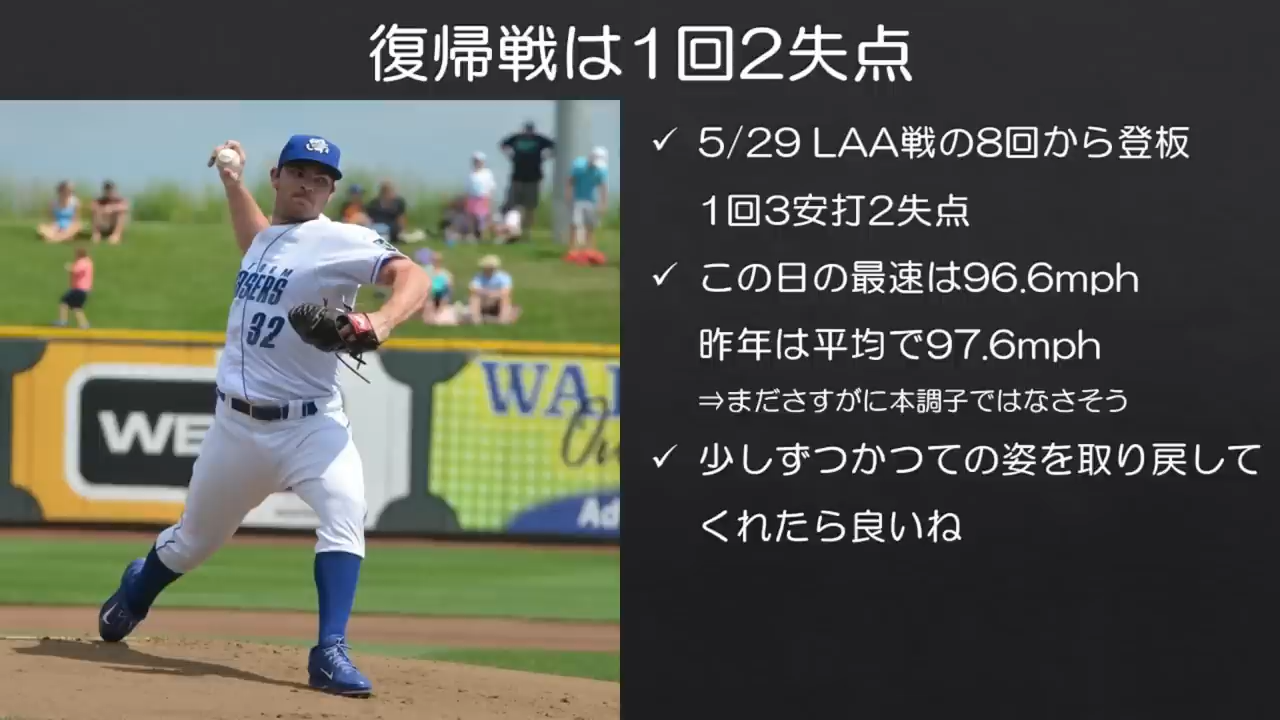 復帰戦は1回2失点
✓ 5/29 LAA戦の8回から登板
1回3安打2失点
✓ この日の最速は96.6mph
昨年は平均で97.6mph
⇒まださすがに本調子ではなさそう
✓ 少しずつかつての姿を取り戻して
くれたら良いね
32
WE
WA
Ad